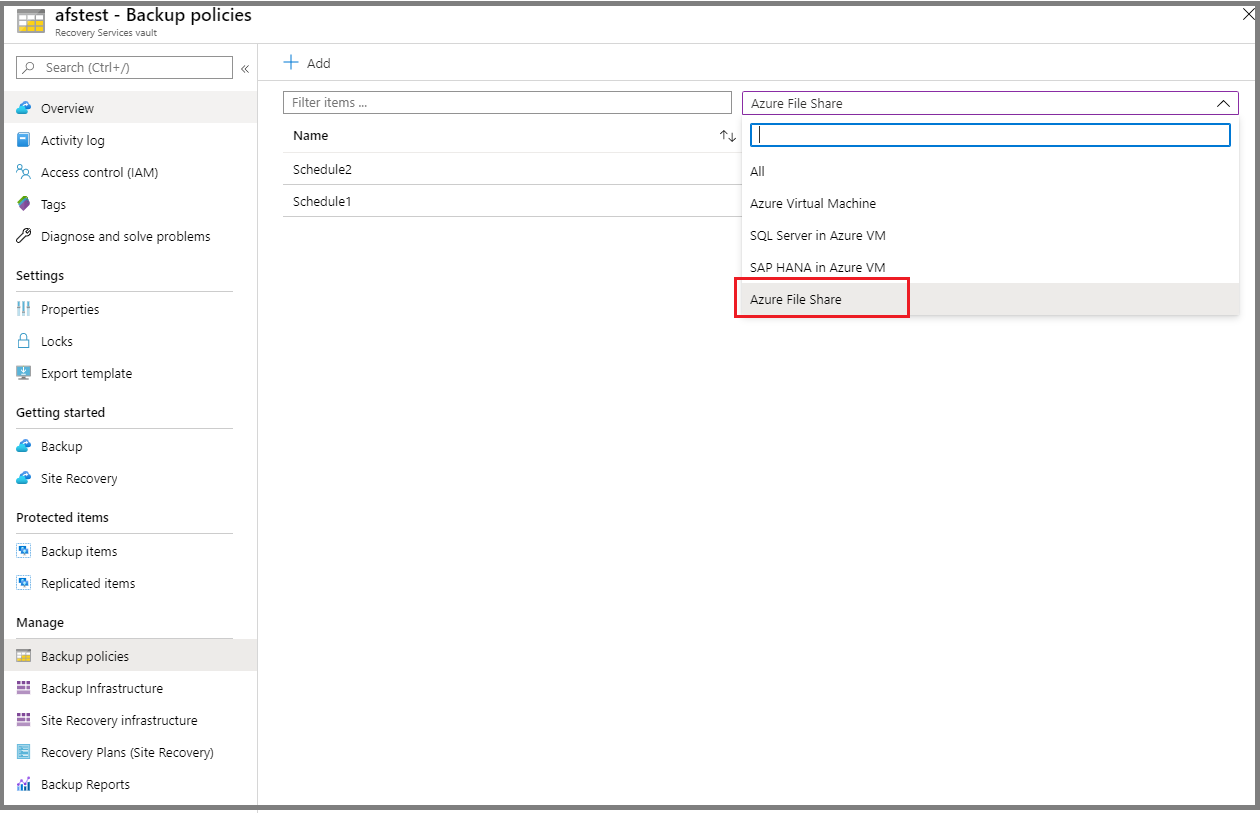 afstest - Backup policies
Recovery Services vault
Search (Ctrl+/)
«
Overview
Activity log
Access control (IAM)
Tags
Diagnose and solve problems
Settings
Properties
Locks
Export template
Getting started
Backup
Site Recovery
Protected items
Backup items
Replicated items
Manage
Backup policies
Backup Infrastructure
Site Recovery infrastructure
Recovery Plans (Site Recovery)
Backup Reports
Add
Filter items ...
Azure File Share
Name
Schedule2
Schedule1
All
Azure Virtual Machine
SQL Server in Azure VM
SAP HANA in Azure VM
Azure File Share